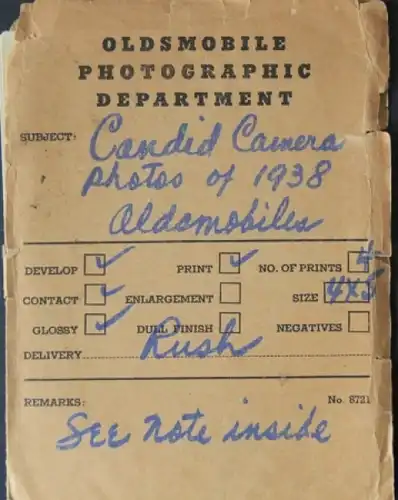 OLDSMOBILE
PHOTOGRAPHIC
DEPARTMENT
SUBJECT: Candid Camera
photos of 1938
Oldsmobiles
DEVELOP ✓ PRINT ✓ NO. OF PRINTS 4
CONTACT ✓ ENLARGEMENT SIZE 4x5
GLOSSY ✓ DULL FINISH NEGATIVES
DELIVERY Rush
REMARKS: No. 8721
See note inside